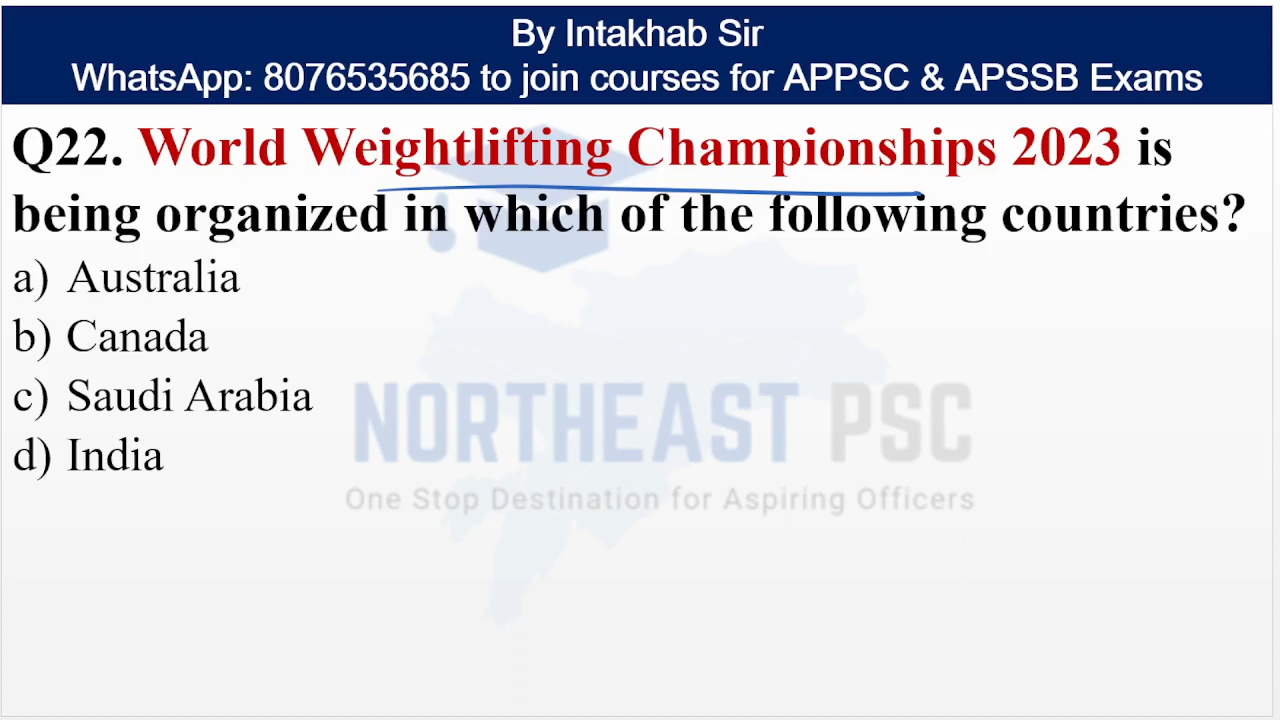 By Intakhab Sir
WhatsApp: 8076535685 to join courses for APPSC & APSSB Exams
Q22. World Weightlifting Championships 2023 is
being organized in which of the following countries?
a) Australia
b) Canada
c) Saudi Arabia
d) India
NORTHEAST PSC
One Stop Destination for Aspiring Officers